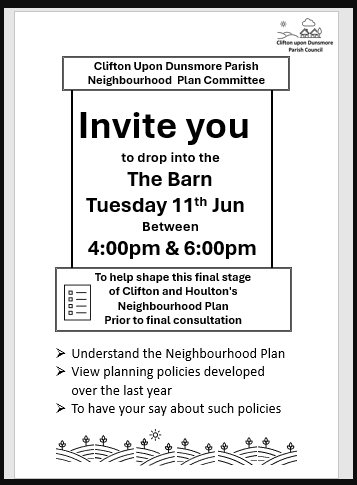 Clifton upon Dunsmore
Parish Council
Clifton Upon Dunsmore Parish
Neighbourhood Plan Committee
Invite you
to drop into the
The Barn
Tuesday 11th Jun
Between
4:00pm & 6:00pm
To help shape this final stage
of Clifton and Houlton's
Neighbourhood Plan
Prior to final consultation
➢ Understand the Neighbourhood Plan
➢ View planning policies developed
over the last year
➢ To have your say about such policies